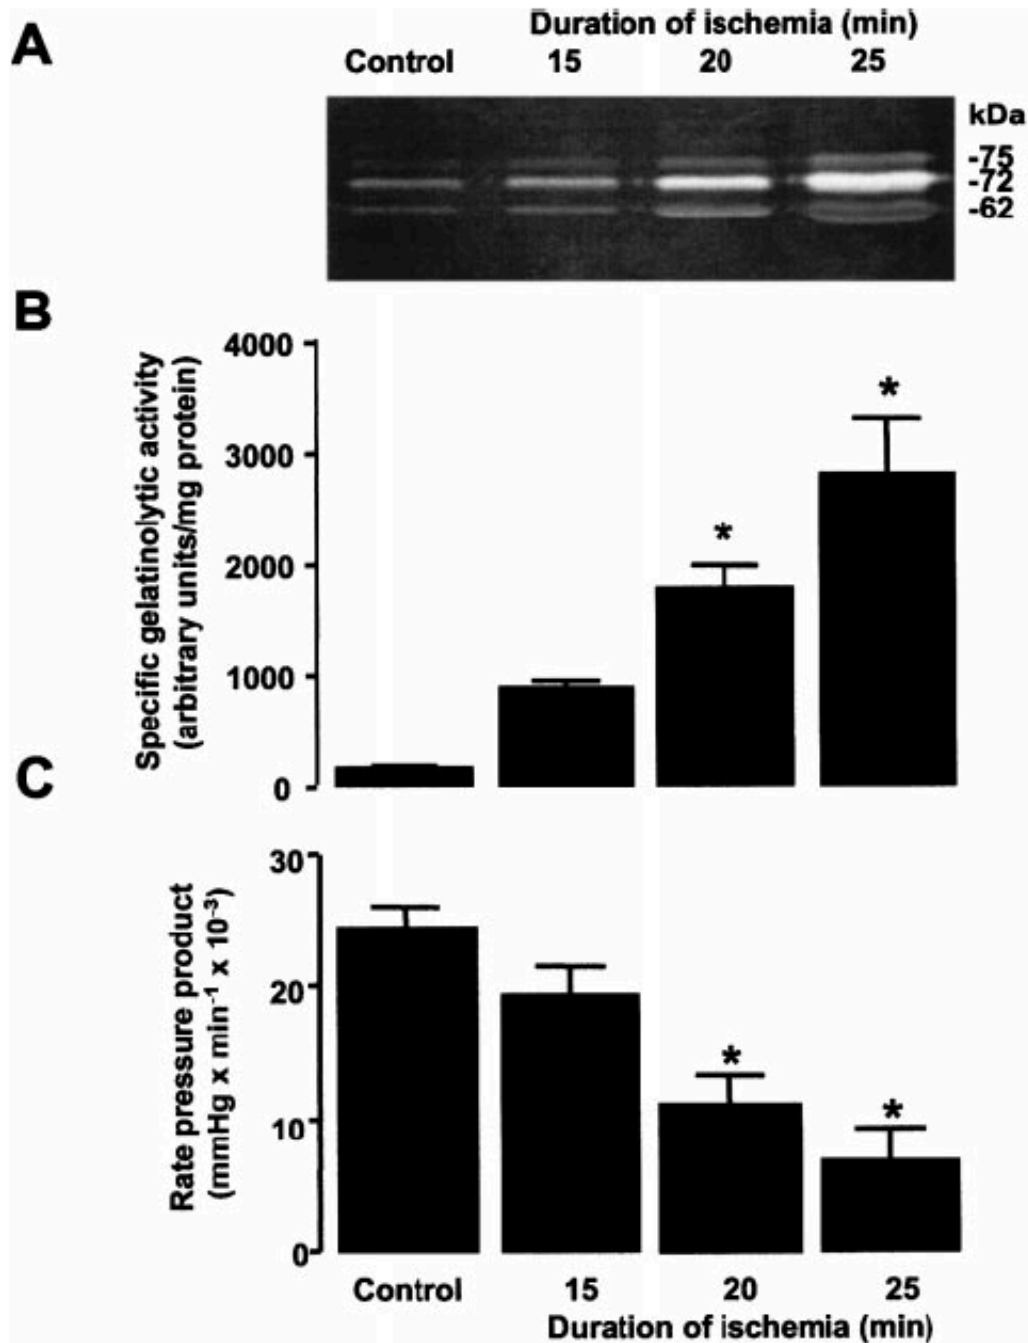 A
Duration of ischemia (min)
Control 15 20 25
kDa
-75
-72
-62
B
Specific gelatinolytic activity
(arbitrary units/mg protein)
4000
3000
2000
1000
0
*
*
C
Rate pressure product
(mmHg x min⁻¹ x 10⁻³)
30
20
10
0
*
*
Control 15 20 25
Duration of ischemia (min)